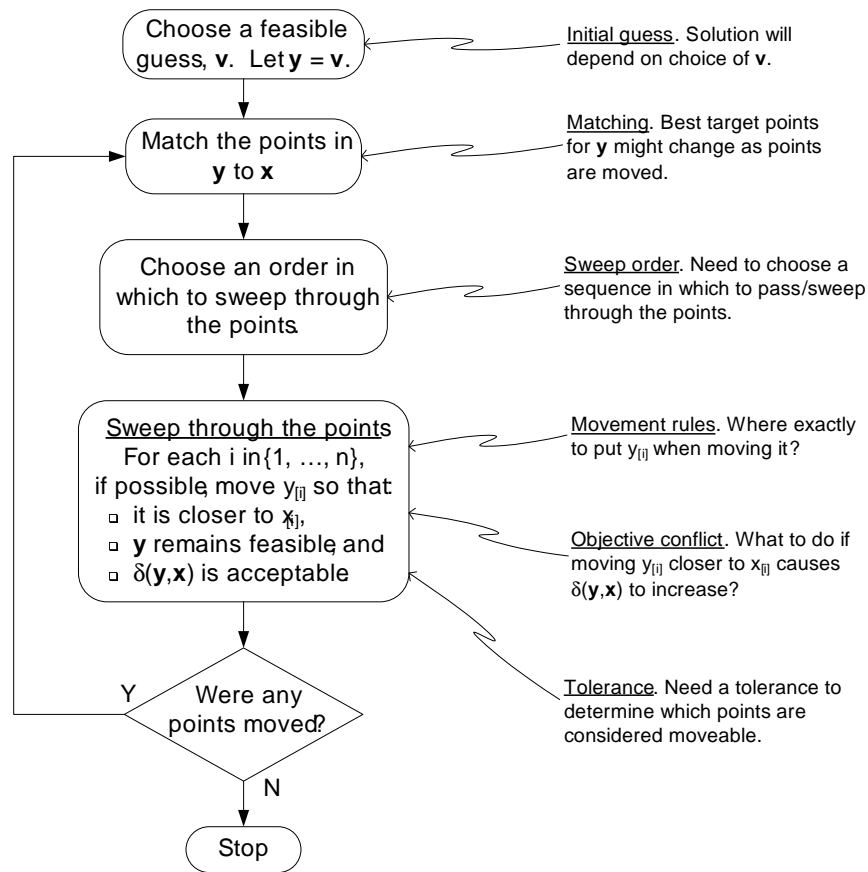 Choose a feasible
guess, v. Let y = v.
Initial guess. Solution will
depend on choice of v.
Match the points in
y to x
Matching. Best target points
for y might change as points
are moved.
Choose an order in
which to sweep through
the points.
Sweep order. Need to choose a
sequence in which to pass/sweep
through the points.
Sweep through the points
For each i in {1, …, n},
if possible, move y[i] so that:
▫ it is closer to x[i],
▫ y remains feasible, and
▫ δ(y,x) is acceptable.
Movement rules. Where exactly
to put y[i] when moving it?
Objective conflict. What to do if
moving y[i] closer to x[i] causes
δ(y,x) to increase?
Tolerance. Need a tolerance to
determine which points are
considered moveable.
Were any
points moved?
Y
N
Stop